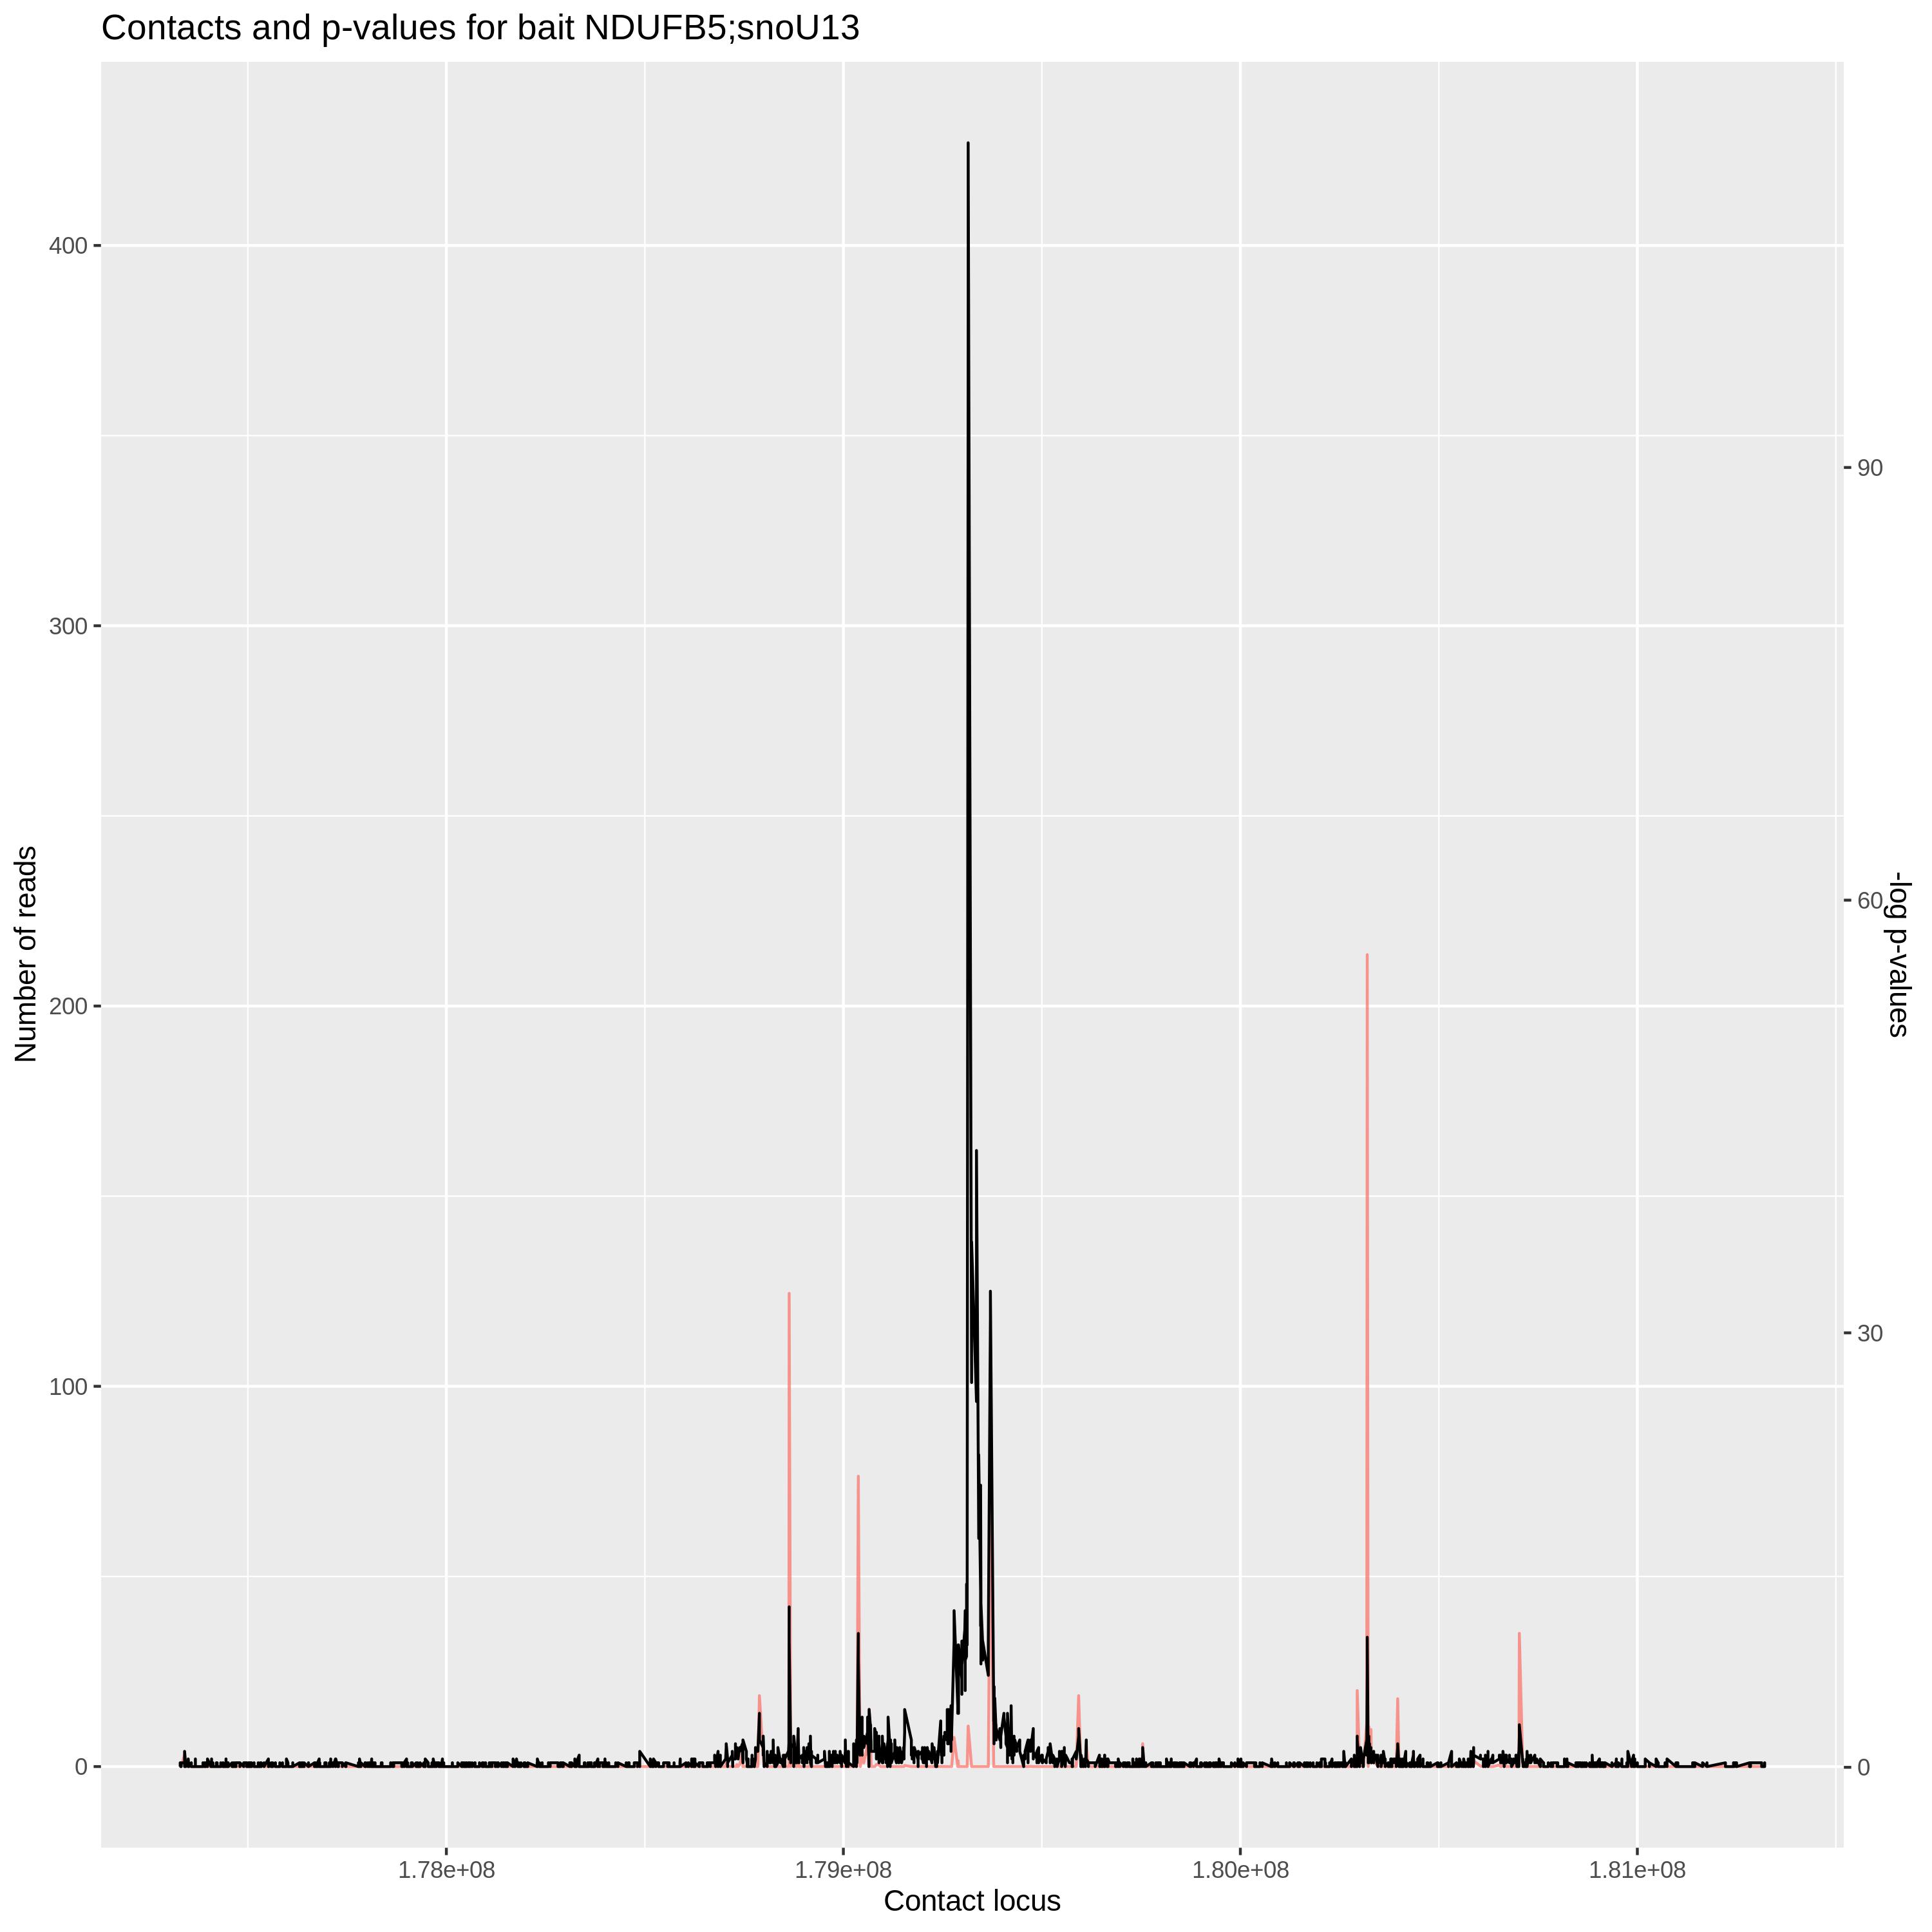 Contacts and p-values for bait NDUFB5;snoU13
400
300
200
100
0
Number of reads
90
60
30
0
-log p-values
1.78e+08
1.79e+08
1.80e+08
1.81e+08
Contact locus